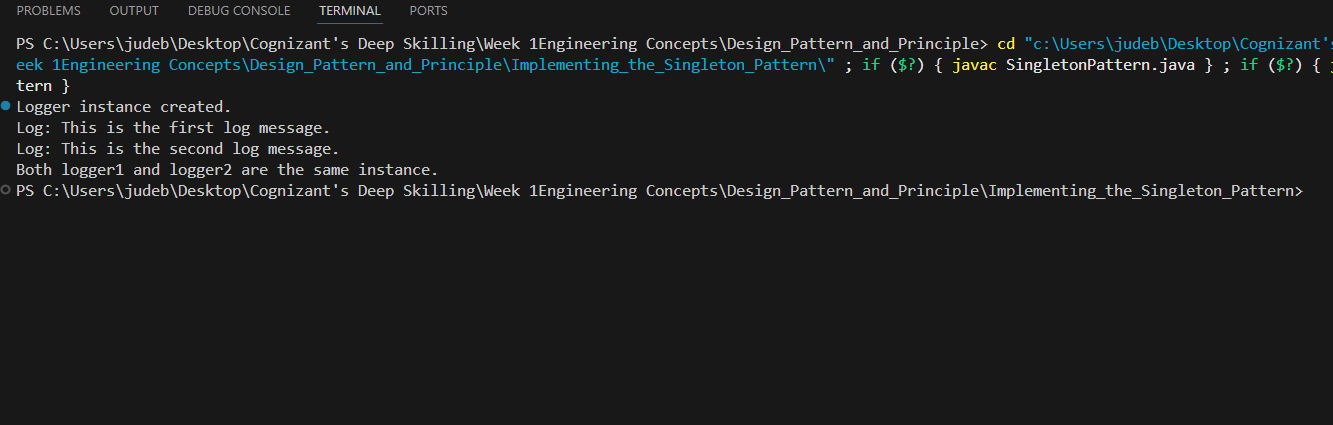 PROBLEMS OUTPUT DEBUG CONSOLE TERMINAL PORTS
PS C:\Users\judeb\Desktop\Cognizant's Deep Skilling\Week 1Engineering Concepts\Design_Pattern_and_Principle> cd "c:\Users\judeb\Desktop\Cognizant's
eek 1Engineering Concepts\Design_Pattern_and_Principle\Implementing_the_Singleton_Pattern\" ; if ($?) { javac SingletonPattern.java } ; if ($?) {
tern }
Logger instance created.
Log: This is the first log message.
Log: This is the second log message.
Both logger1 and logger2 are the same instance.
PS C:\Users\judeb\Desktop\Cognizant's Deep Skilling\Week 1Engineering Concepts\Design_Pattern_and_Principle\Implementing_the_Singleton_Pattern>